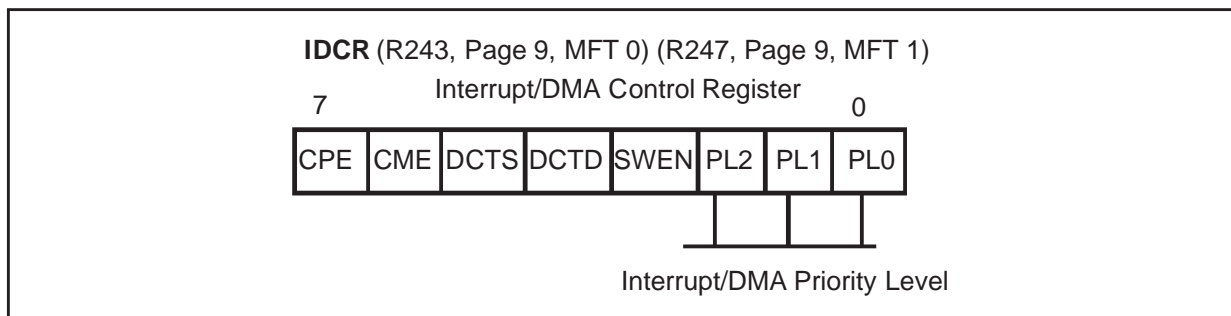 IDCR (R243, Page 9, MFT 0) (R247, Page 9, MFT 1)
Interrupt/DMA Control Register
7 0
CPE CME DCTS DCTD SWEN PL2 PL1 PL0
Interrupt/DMA Priority Level